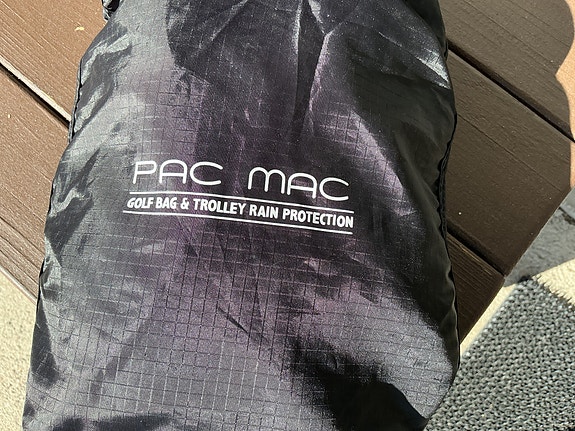 PAC MAC
GOLF BAG & TROLLEY RAIN PROTECTION